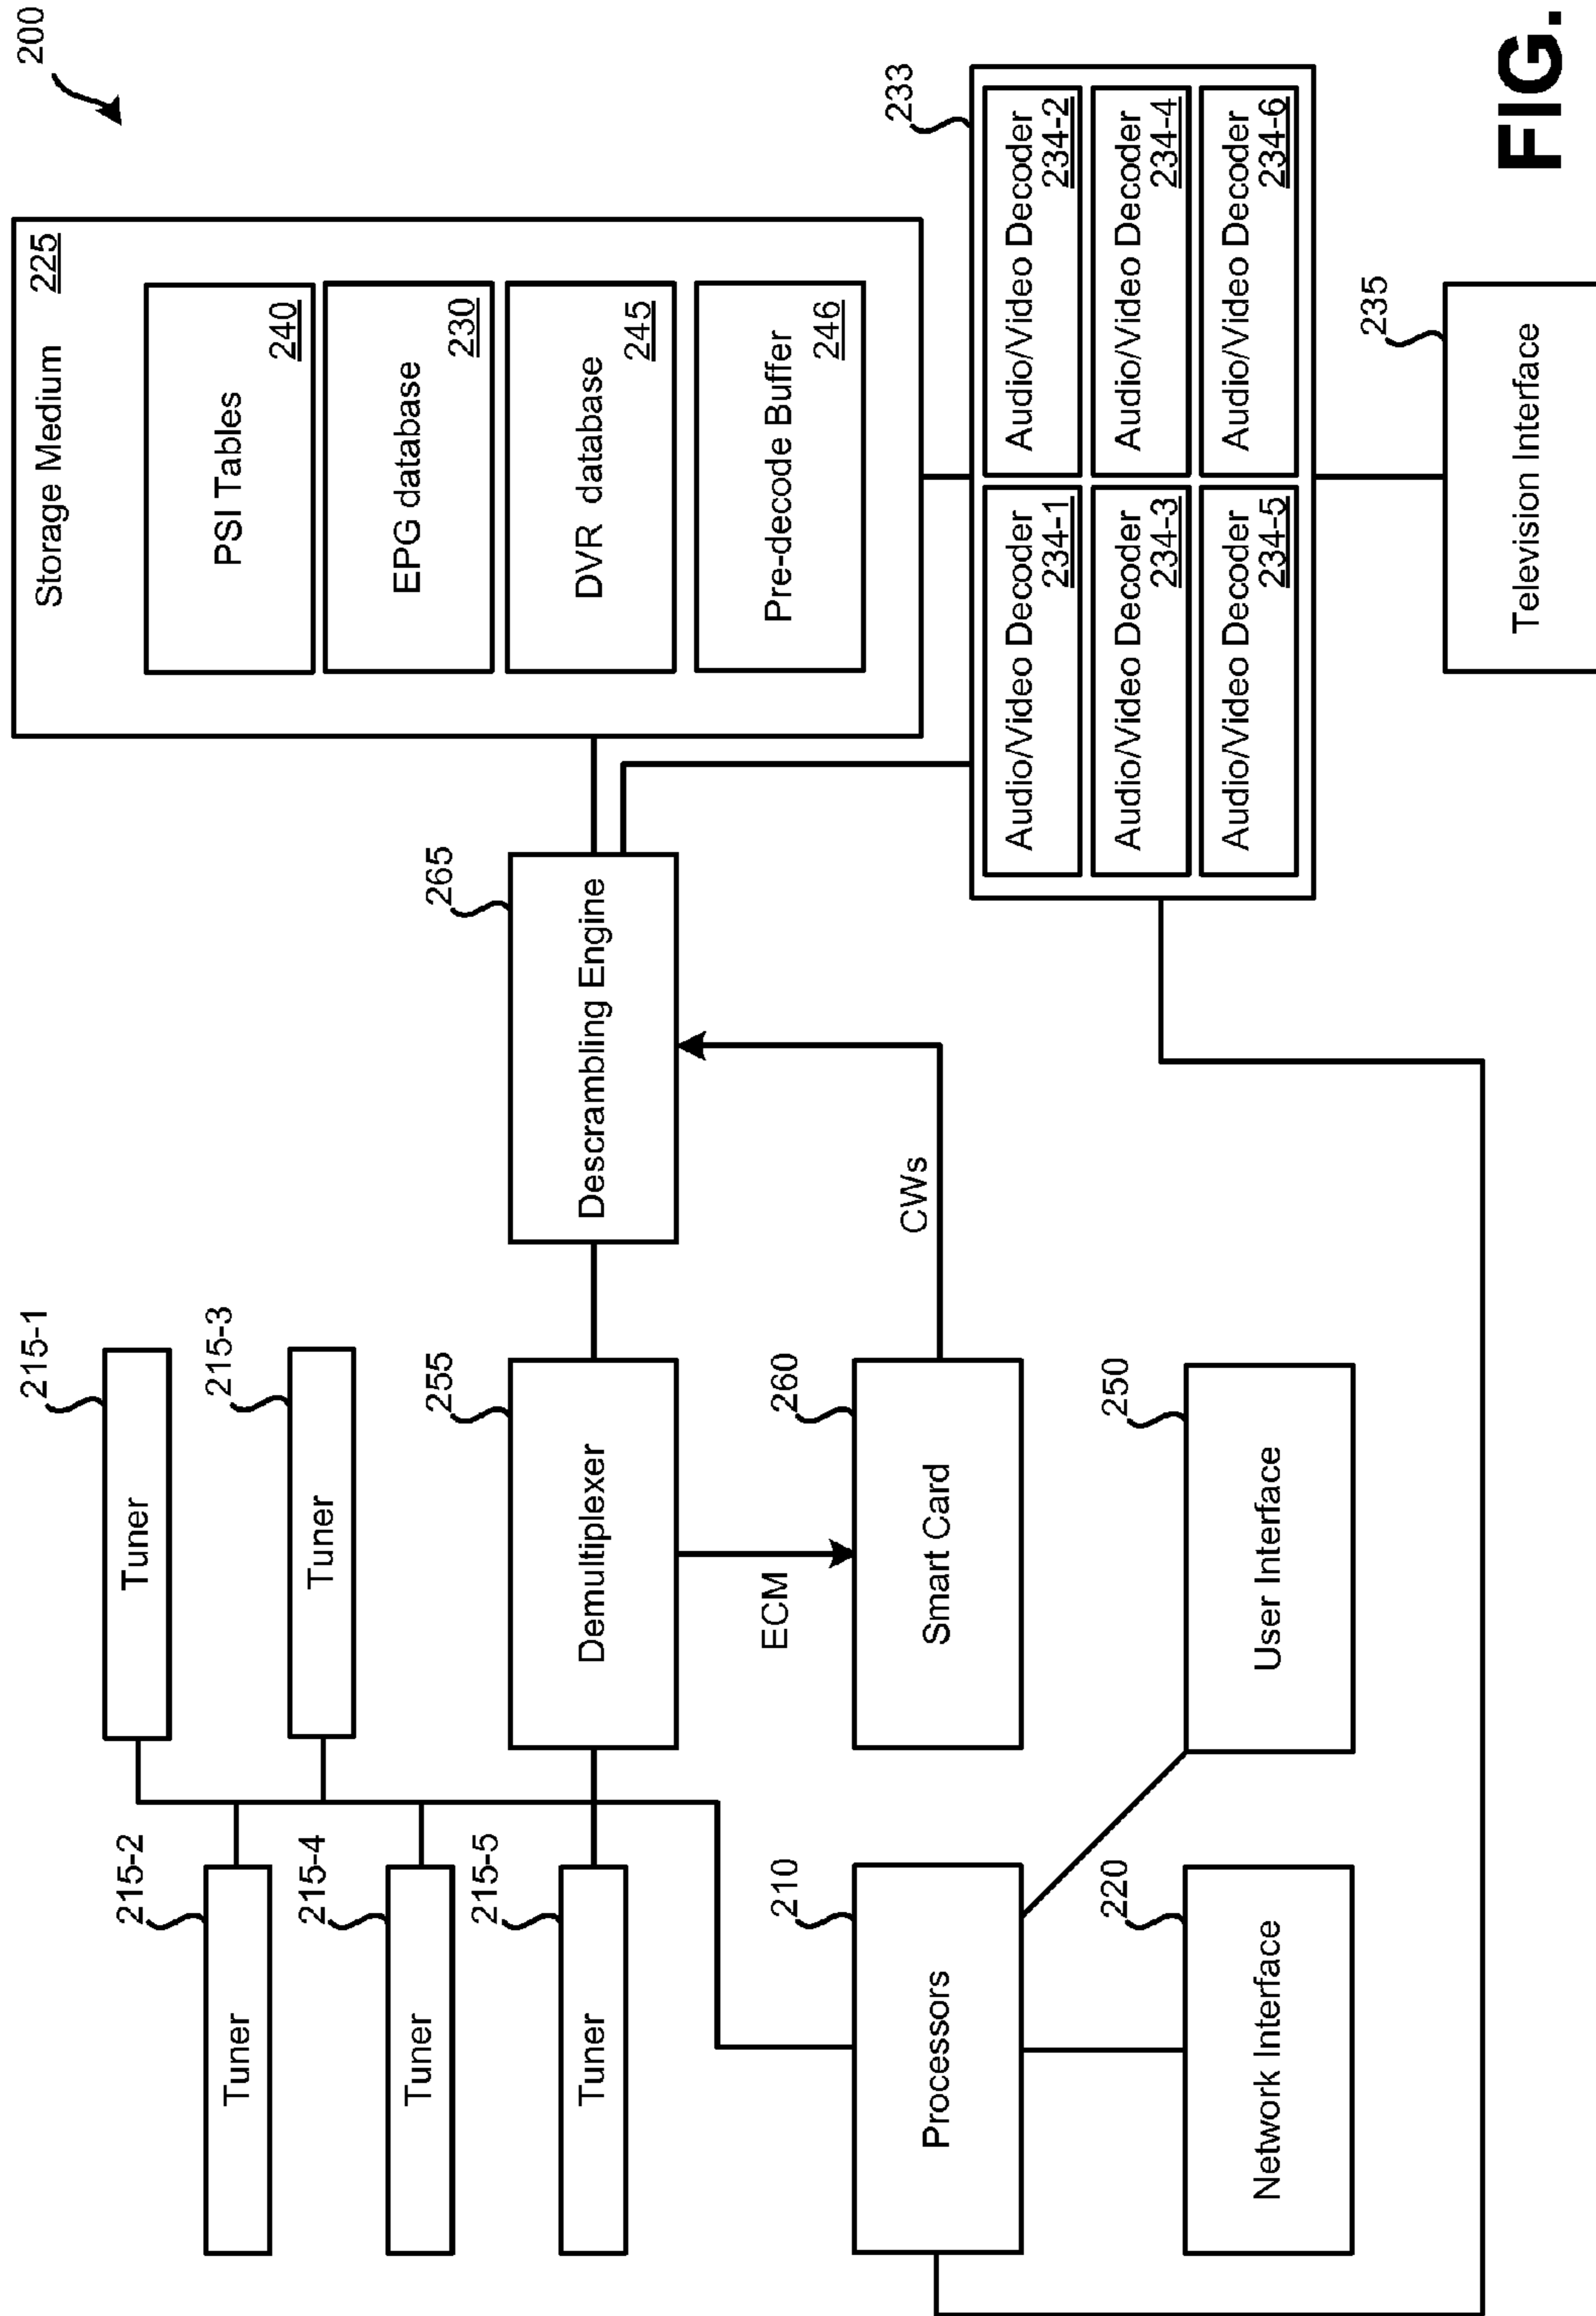 200
215-1
Tuner
215-2
Tuner
215-3
Tuner
215-4
Tuner
215-5
Tuner
255
Demultiplexer
265
Descrambling Engine
Storage Medium
225
PSI Tables
240
EPG database
230
DVR database
245
Pre-decode Buffer
246
ECM
CWs
210
Processors
260
Smart Card
233
Audio/Video Decoder
234-1
Audio/Video Decoder
234-2
Audio/Video Decoder
234-3
Audio/Video Decoder
234-4
Audio/Video Decoder
234-5
Audio/Video Decoder
234-6
220
Network Interface
250
User Interface
235
Television Interface
FIG.